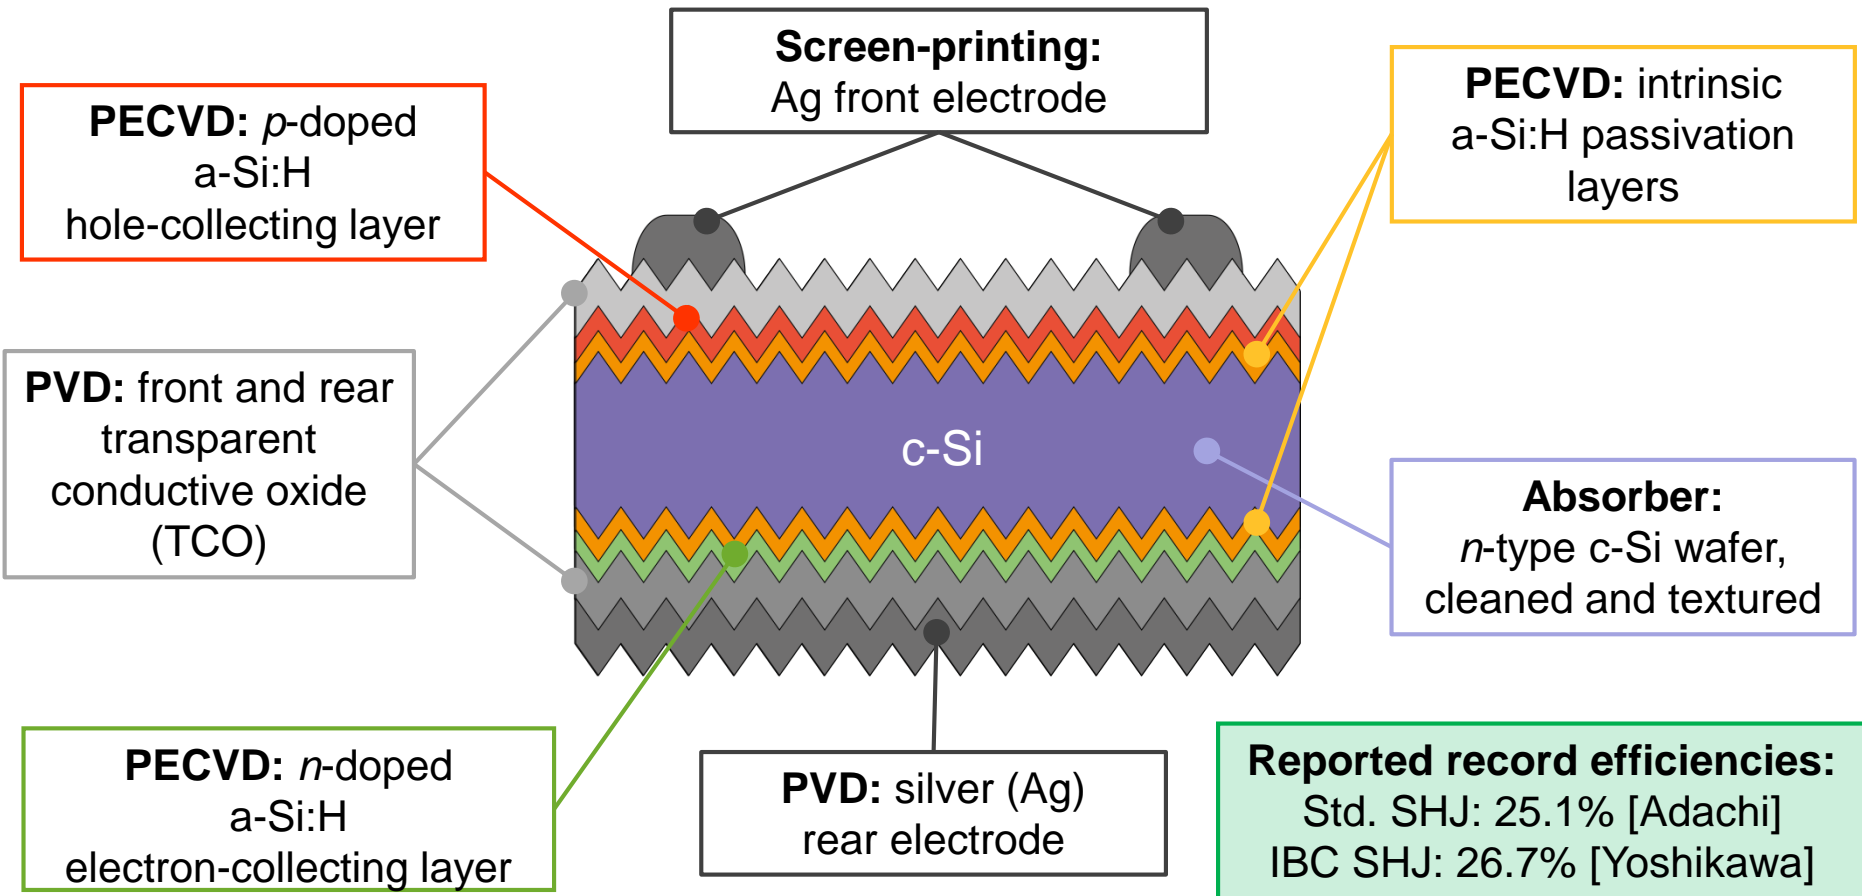 Screen-printing:
Ag front electrode
PECVD: p-doped
a-Si:H
hole-collecting layer
PECVD: intrinsic
a-Si:H passivation
layers
PVD: front and rear
transparent
conductive oxide
(TCO)
c-Si
Absorber:
n-type c-Si wafer,
cleaned and textured
PECVD: n-doped
a-Si:H
electron-collecting layer
PVD: silver (Ag)
rear electrode
Reported record efficiencies:
Std. SHJ: 25.1% [Adachi]
IBC SHJ: 26.7% [Yoshikawa]